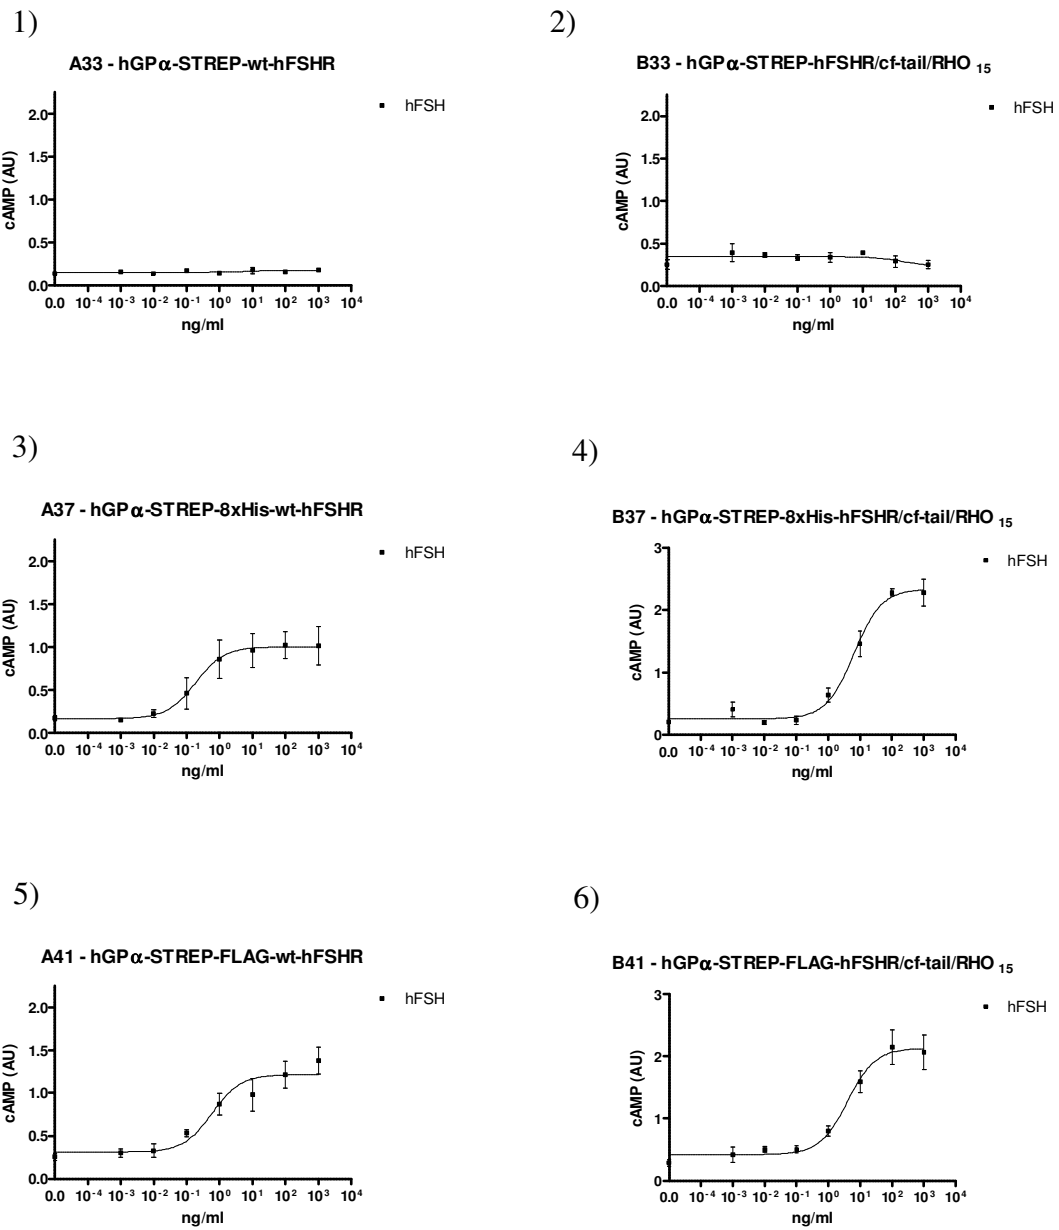 1)
A33 - hGPα-STREP-wt-hFSHR
hFSH
cAMP (AU)
2.0
1.5
1.0
0.5
0.0
0.0 10⁻⁴ 10⁻³ 10⁻² 10⁻¹ 10⁰ 10¹ 10² 10³ 10⁴
ng/ml
2)
B33 - hGPα-STREP-hFSHR/cf-tail/RHO ₁₅
hFSH
cAMP (AU)
2.0
1.5
1.0
0.5
0.0
0.0 10⁻⁴ 10⁻³ 10⁻² 10⁻¹ 10⁰ 10¹ 10² 10³ 10⁴
ng/ml
3)
A37 - hGPα-STREP-8xHis-wt-hFSHR
hFSH
cAMP (AU)
2.0
1.5
1.0
0.5
0.0
0.0 10⁻⁴ 10⁻³ 10⁻² 10⁻¹ 10⁰ 10¹ 10² 10³ 10⁴
ng/ml
4)
B37 - hGPα-STREP-8xHis-hFSHR/cf-tail/RHO ₁₅
hFSH
cAMP (AU)
3
2
1
0
0.0 10⁻⁴ 10⁻³ 10⁻² 10⁻¹ 10⁰ 10¹ 10² 10³ 10⁴
ng/ml
5)
A41 - hGPα-STREP-FLAG-wt-hFSHR
hFSH
cAMP (AU)
2.0
1.5
1.0
0.5
0.0
0.0 10⁻⁴ 10⁻³ 10⁻² 10⁻¹ 10⁰ 10¹ 10² 10³ 10⁴
ng/ml
6)
B41 - hGPα-STREP-FLAG-hFSHR/cf-tail/RHO ₁₅
hFSH
cAMP (AU)
3
2
1
0
0.0 10⁻⁴ 10⁻³ 10⁻² 10⁻¹ 10⁰ 10¹ 10² 10³ 10⁴
ng/ml